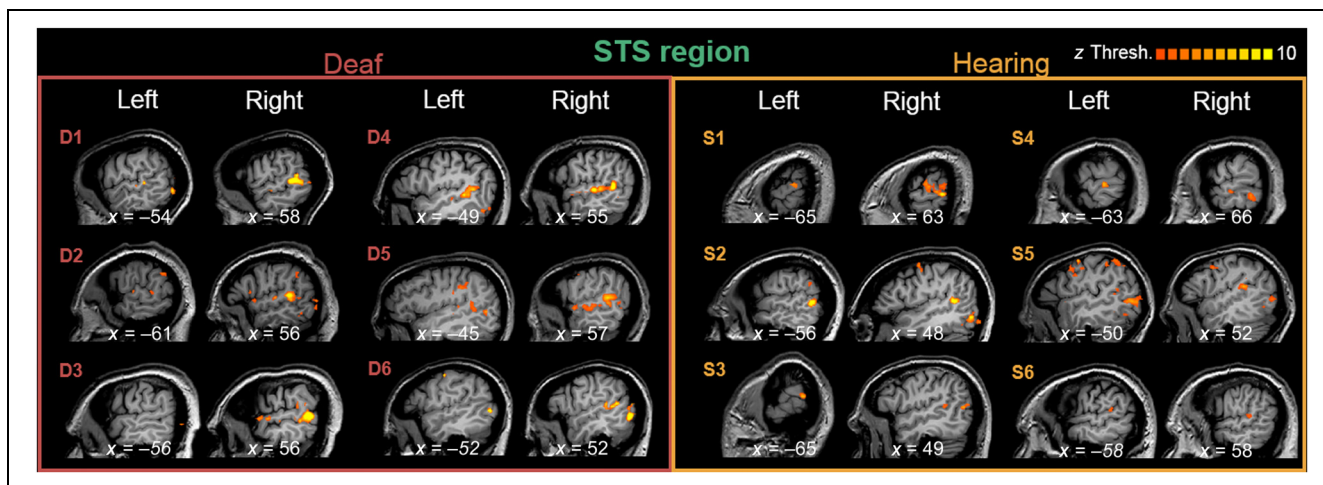 STS region
z Thresh. 10
Deaf
Hearing
Left Right Left Right
Left Right Left Right
D1 D4
x = –54 x = 58 x = –49 x = 55
D2 D5
x = –61 x = 56 x = –45 x = 57
D3 D6
x = –56 x = 56 x = –52 x = 52
S1 S4
x = –65 x = 63 x = –63 x = 66
S2 S5
x = –56 x = 48 x = –50 x = 52
S3 S6
x = –65 x = 49 x = –58 x = 58